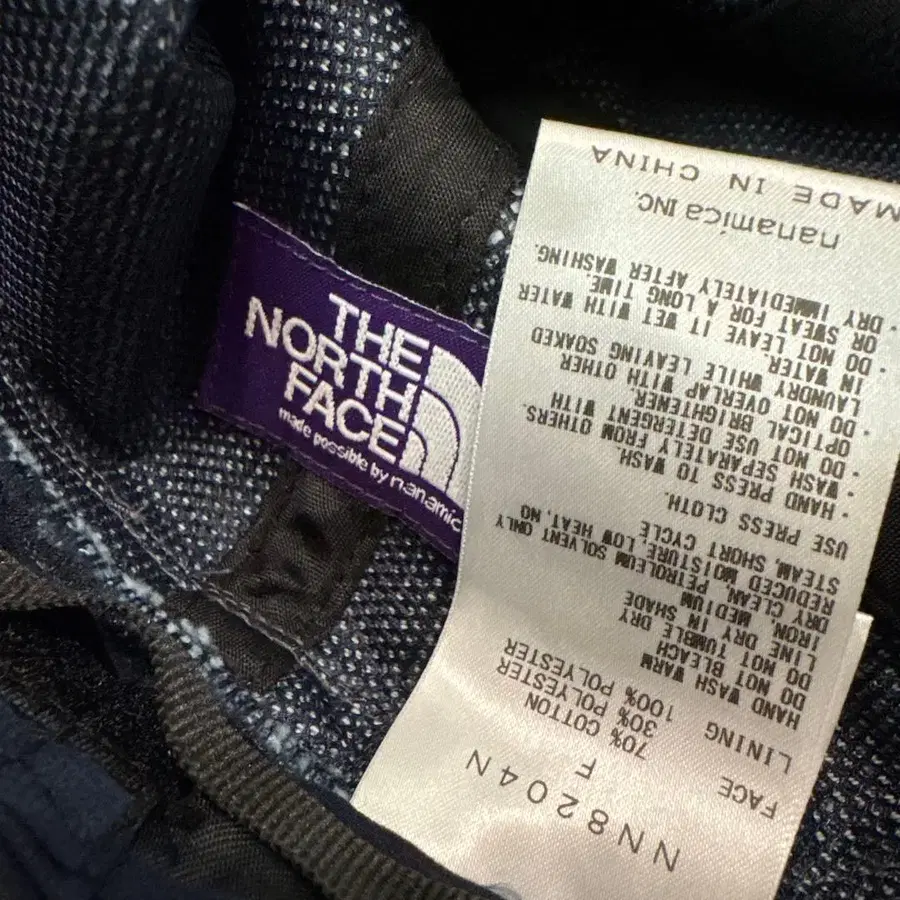 THE
NORTH
FACE
made possible by nanamic
NN8204N
F
FACE 70% COTTON
30% POLYESTER
LINING 100% POLYESTER
HAND WASH WARM
DO NOT BLEACH
DO NOT TUMBLE DRY
LINE DRY IN SHADE
IRON MEDIUM
DRY CLEAN, PETROLEUM SOLVENT ONLY
REDUCED MOISTURE LOW HEAT, NO
STEAM, SHORT CYCLE
USE PRESS CLOTH.
· HAND PRESS TO WASH.
· WASH SEPARATELY FROM OTHERS.
· DO NOT USE DETERGENT WITH
OPTICAL BRIGHTENER
· DO NOT OVERLAP WITH OTHER
LAUNDRY WHILE LEAVING SOAKED
IN WATER.
· DO NOT LEAVE IT WET WITH WATER
OR SWEAT FOR A LONG TIME.
· DRY IMMEDIATELY AFTER WASHING.
nanamica INC.
MADE IN CHINA